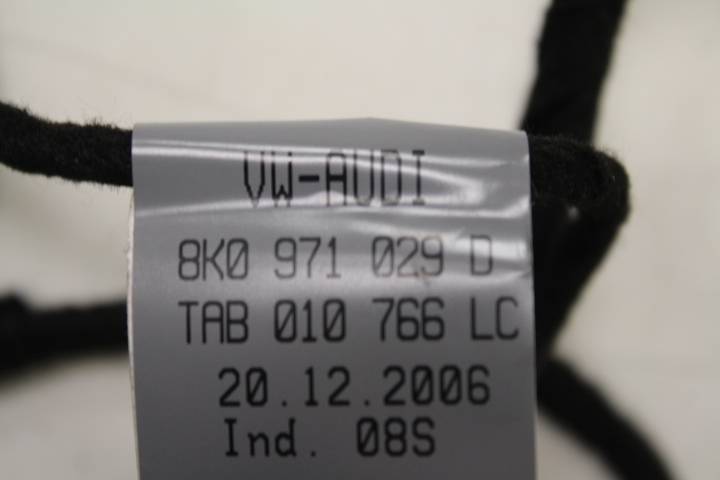 VW-AUDI
8K0 971 029 D
TAB 010 766 LC
20.12.2006
Ind. 08S